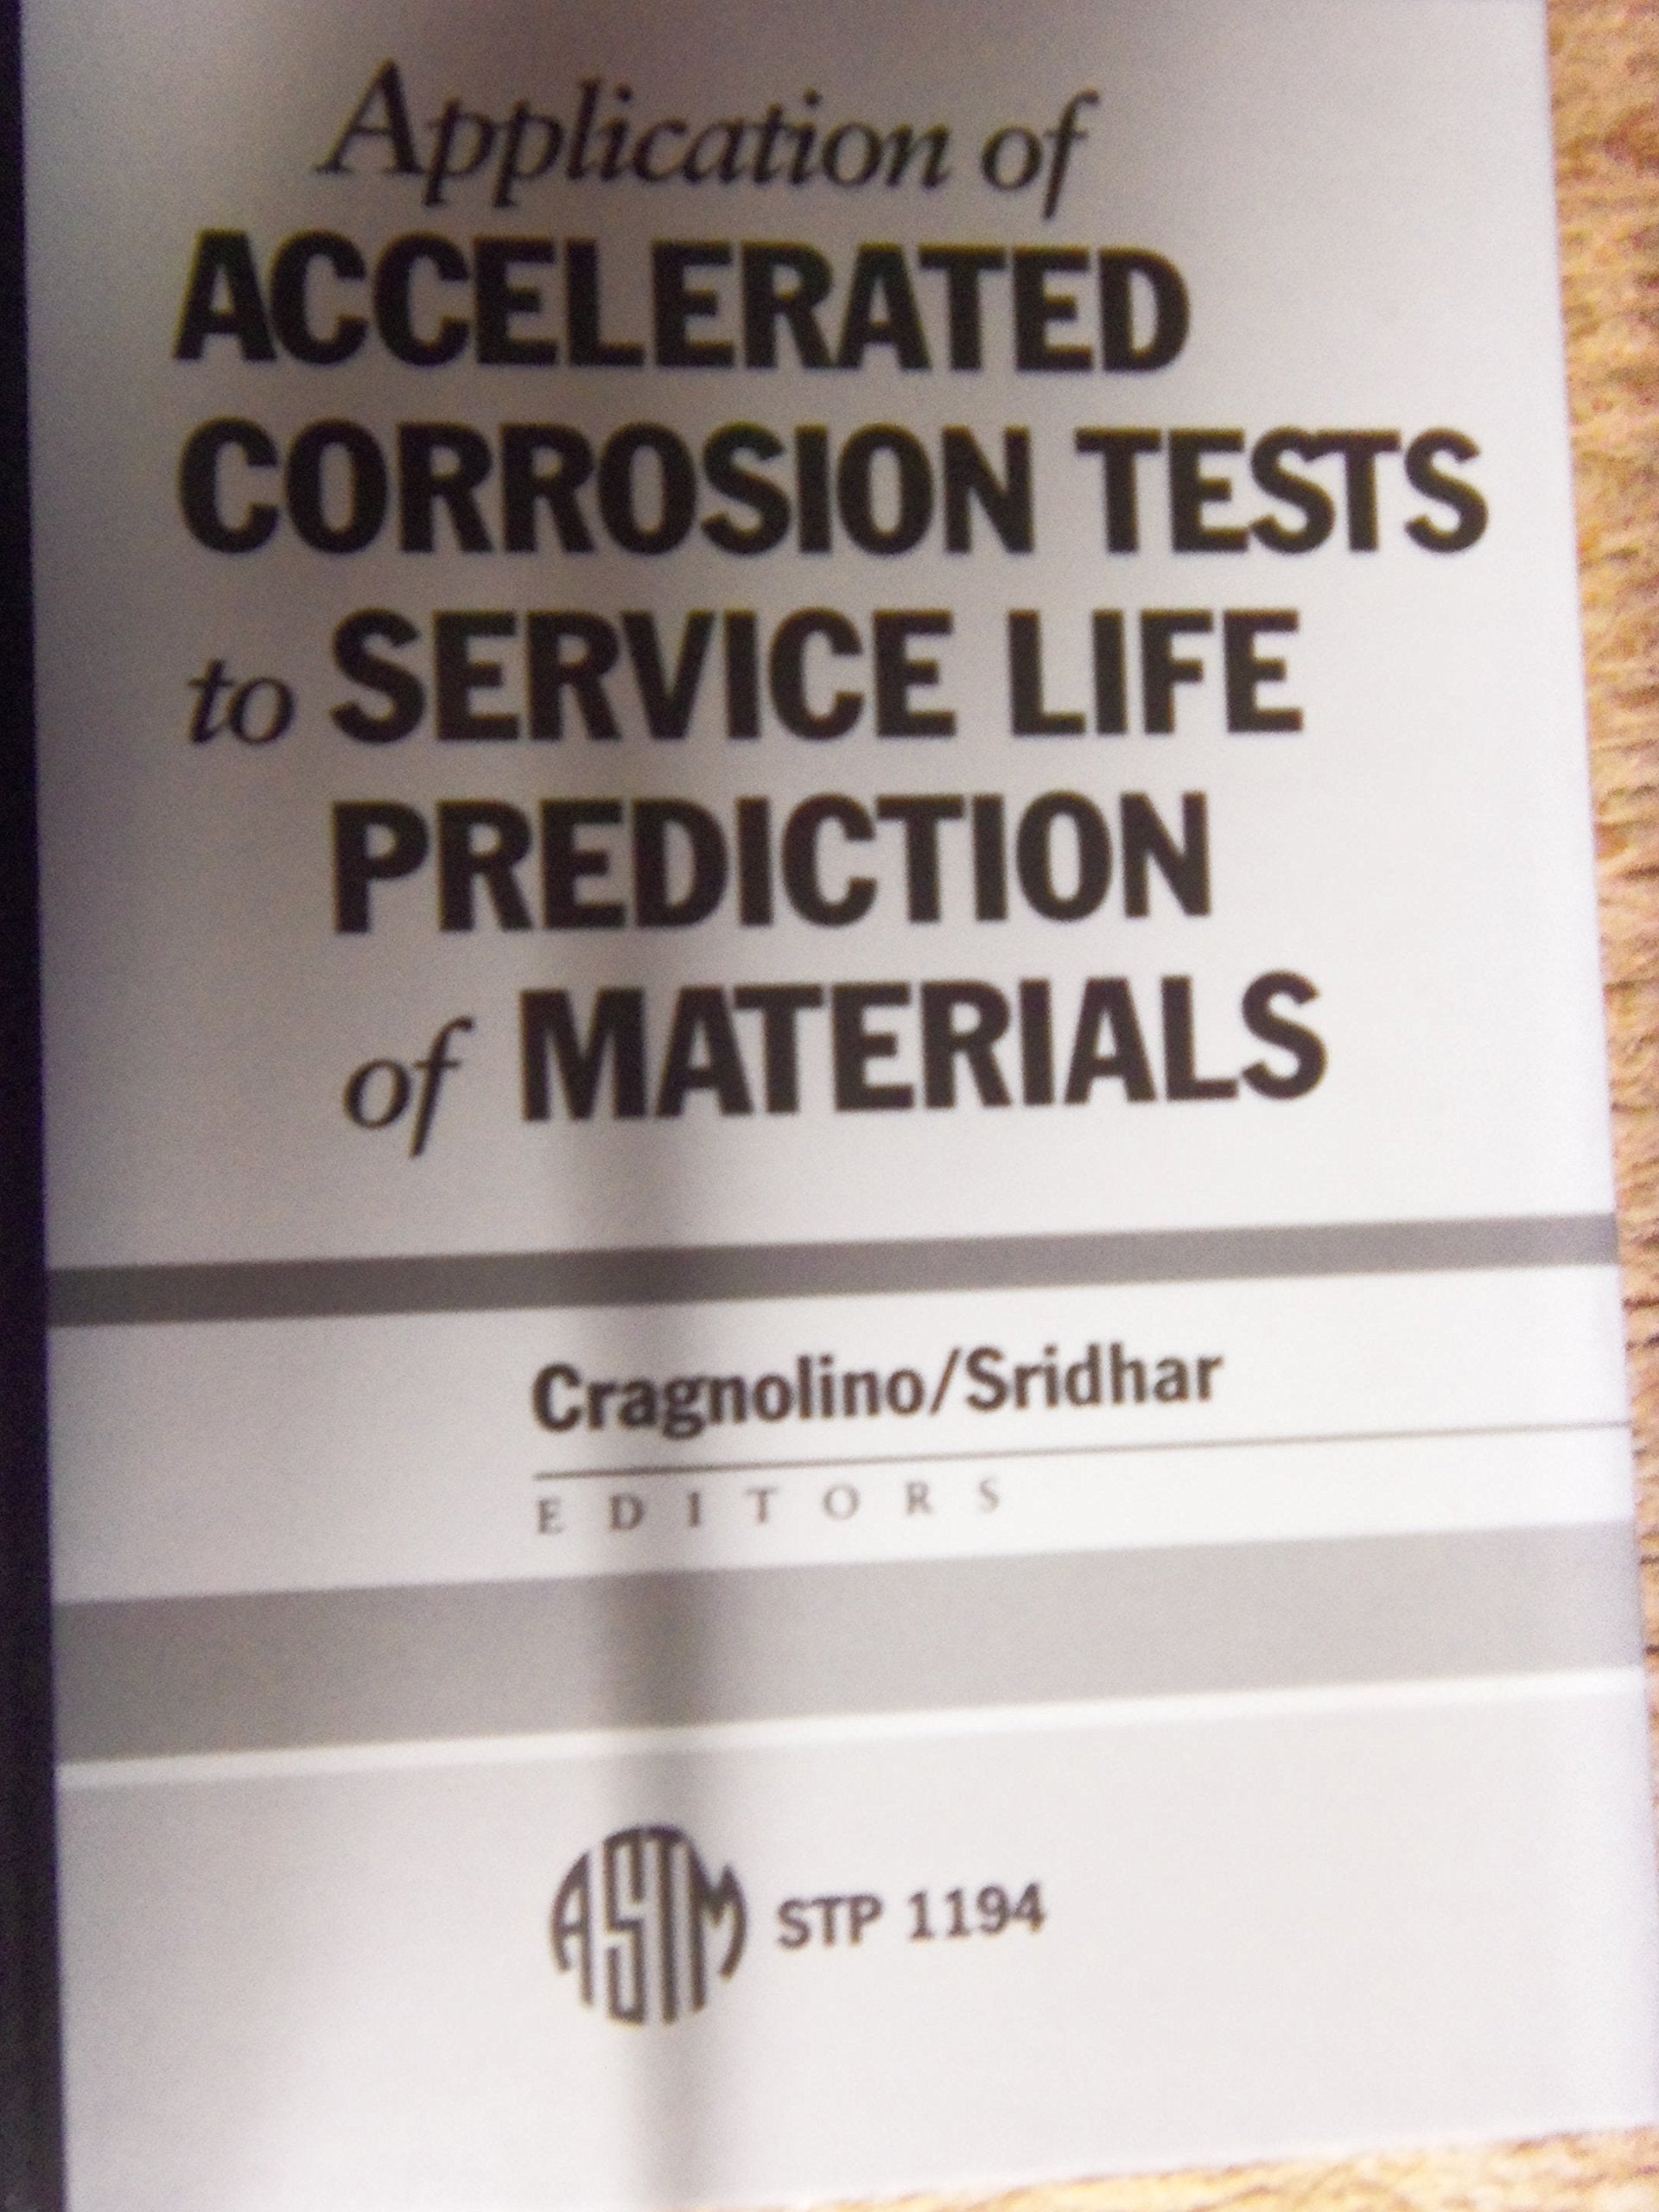 Application of
ACCELERATED
CORROSION TESTS
to SERVICE LIFE
PREDICTION
of MATERIALS
Cragnolino/Sridhar
EDITORS
ASTM STP 1194